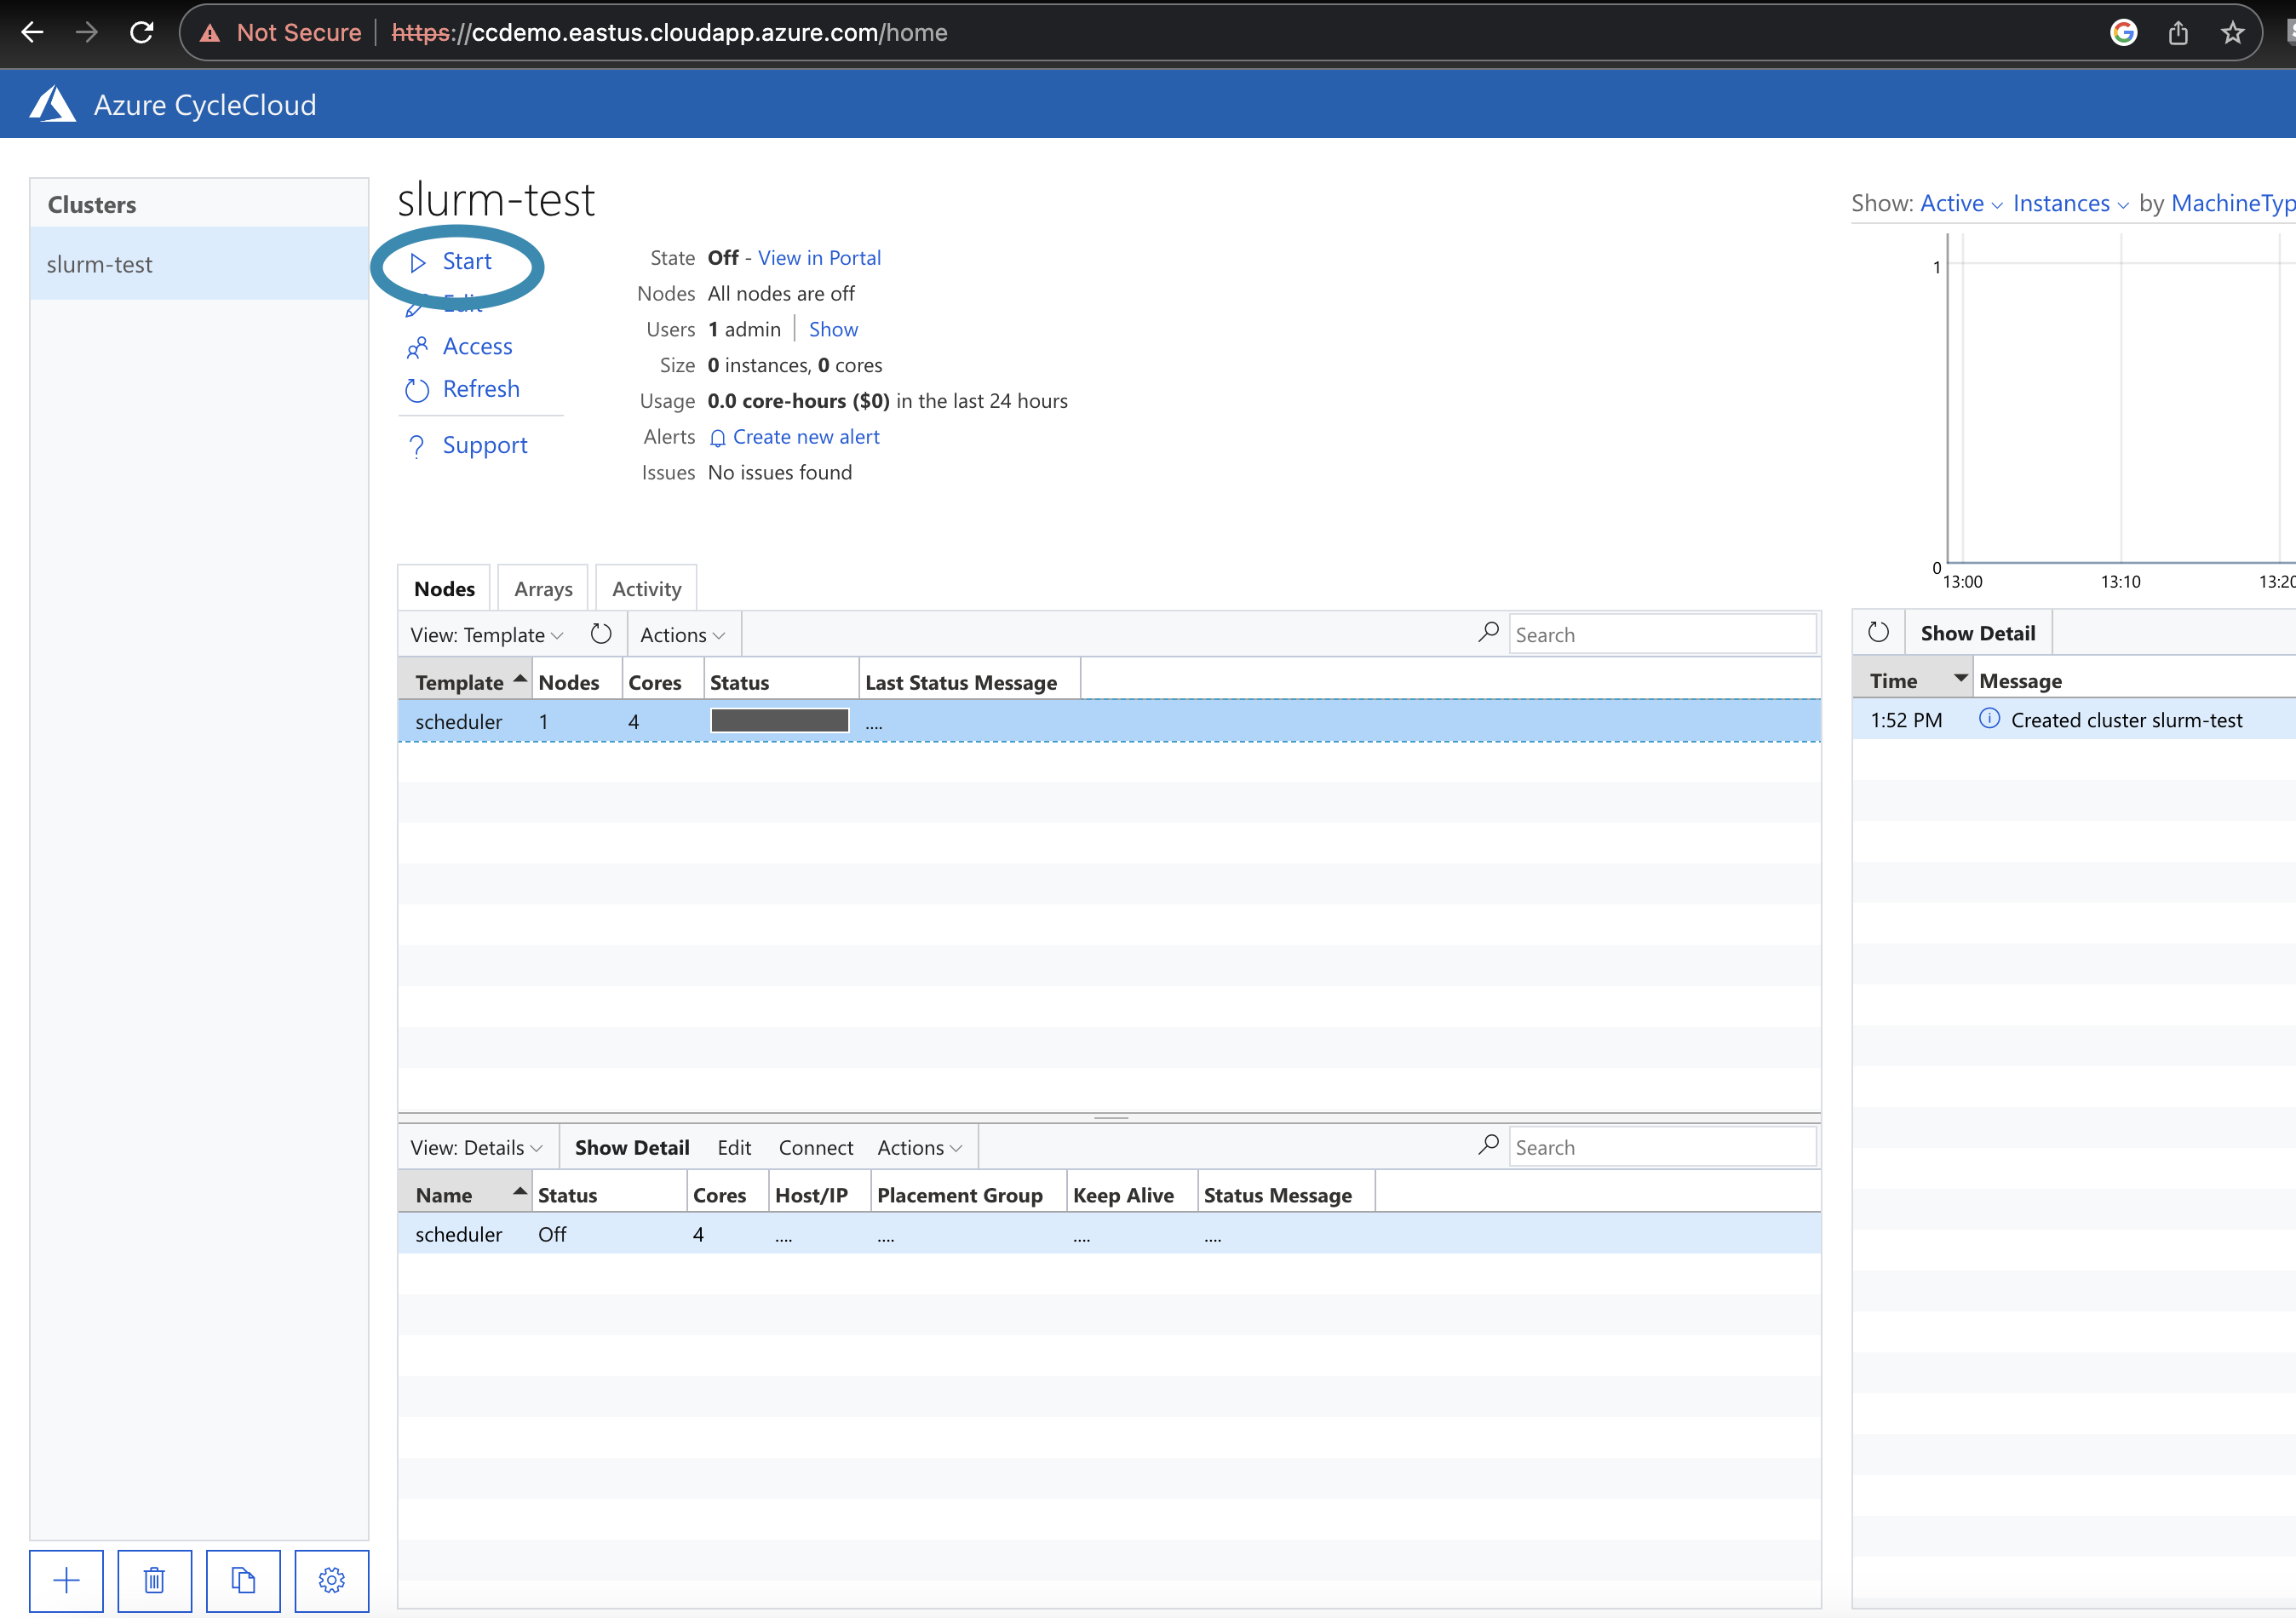 Not Secure https://ccdemo.eastus.cloudapp.azure.com/home
Azure CycleCloud
Clusters
slurm-test
slurm-test
Start
Edit
Access
Refresh
Support
State Off - View in Portal
Nodes All nodes are off
Users 1 admin Show
Size 0 instances, 0 cores
Usage 0.0 core-hours ($0) in the last 24 hours
Alerts Create new alert
Issues No issues found
Show: Active Instances by MachineTyp
1
0
13:00 13:10 13:20
Nodes Arrays Activity
View: Template Actions Search
Template Nodes Cores Status Last Status Message
scheduler 1 4 ....
Show Detail
Time Message
1:52 PM Created cluster slurm-test
View: Details Show Detail Edit Connect Actions Search
Name Status Cores Host/IP Placement Group Keep Alive Status Message
scheduler Off 4 .... .... .... ....